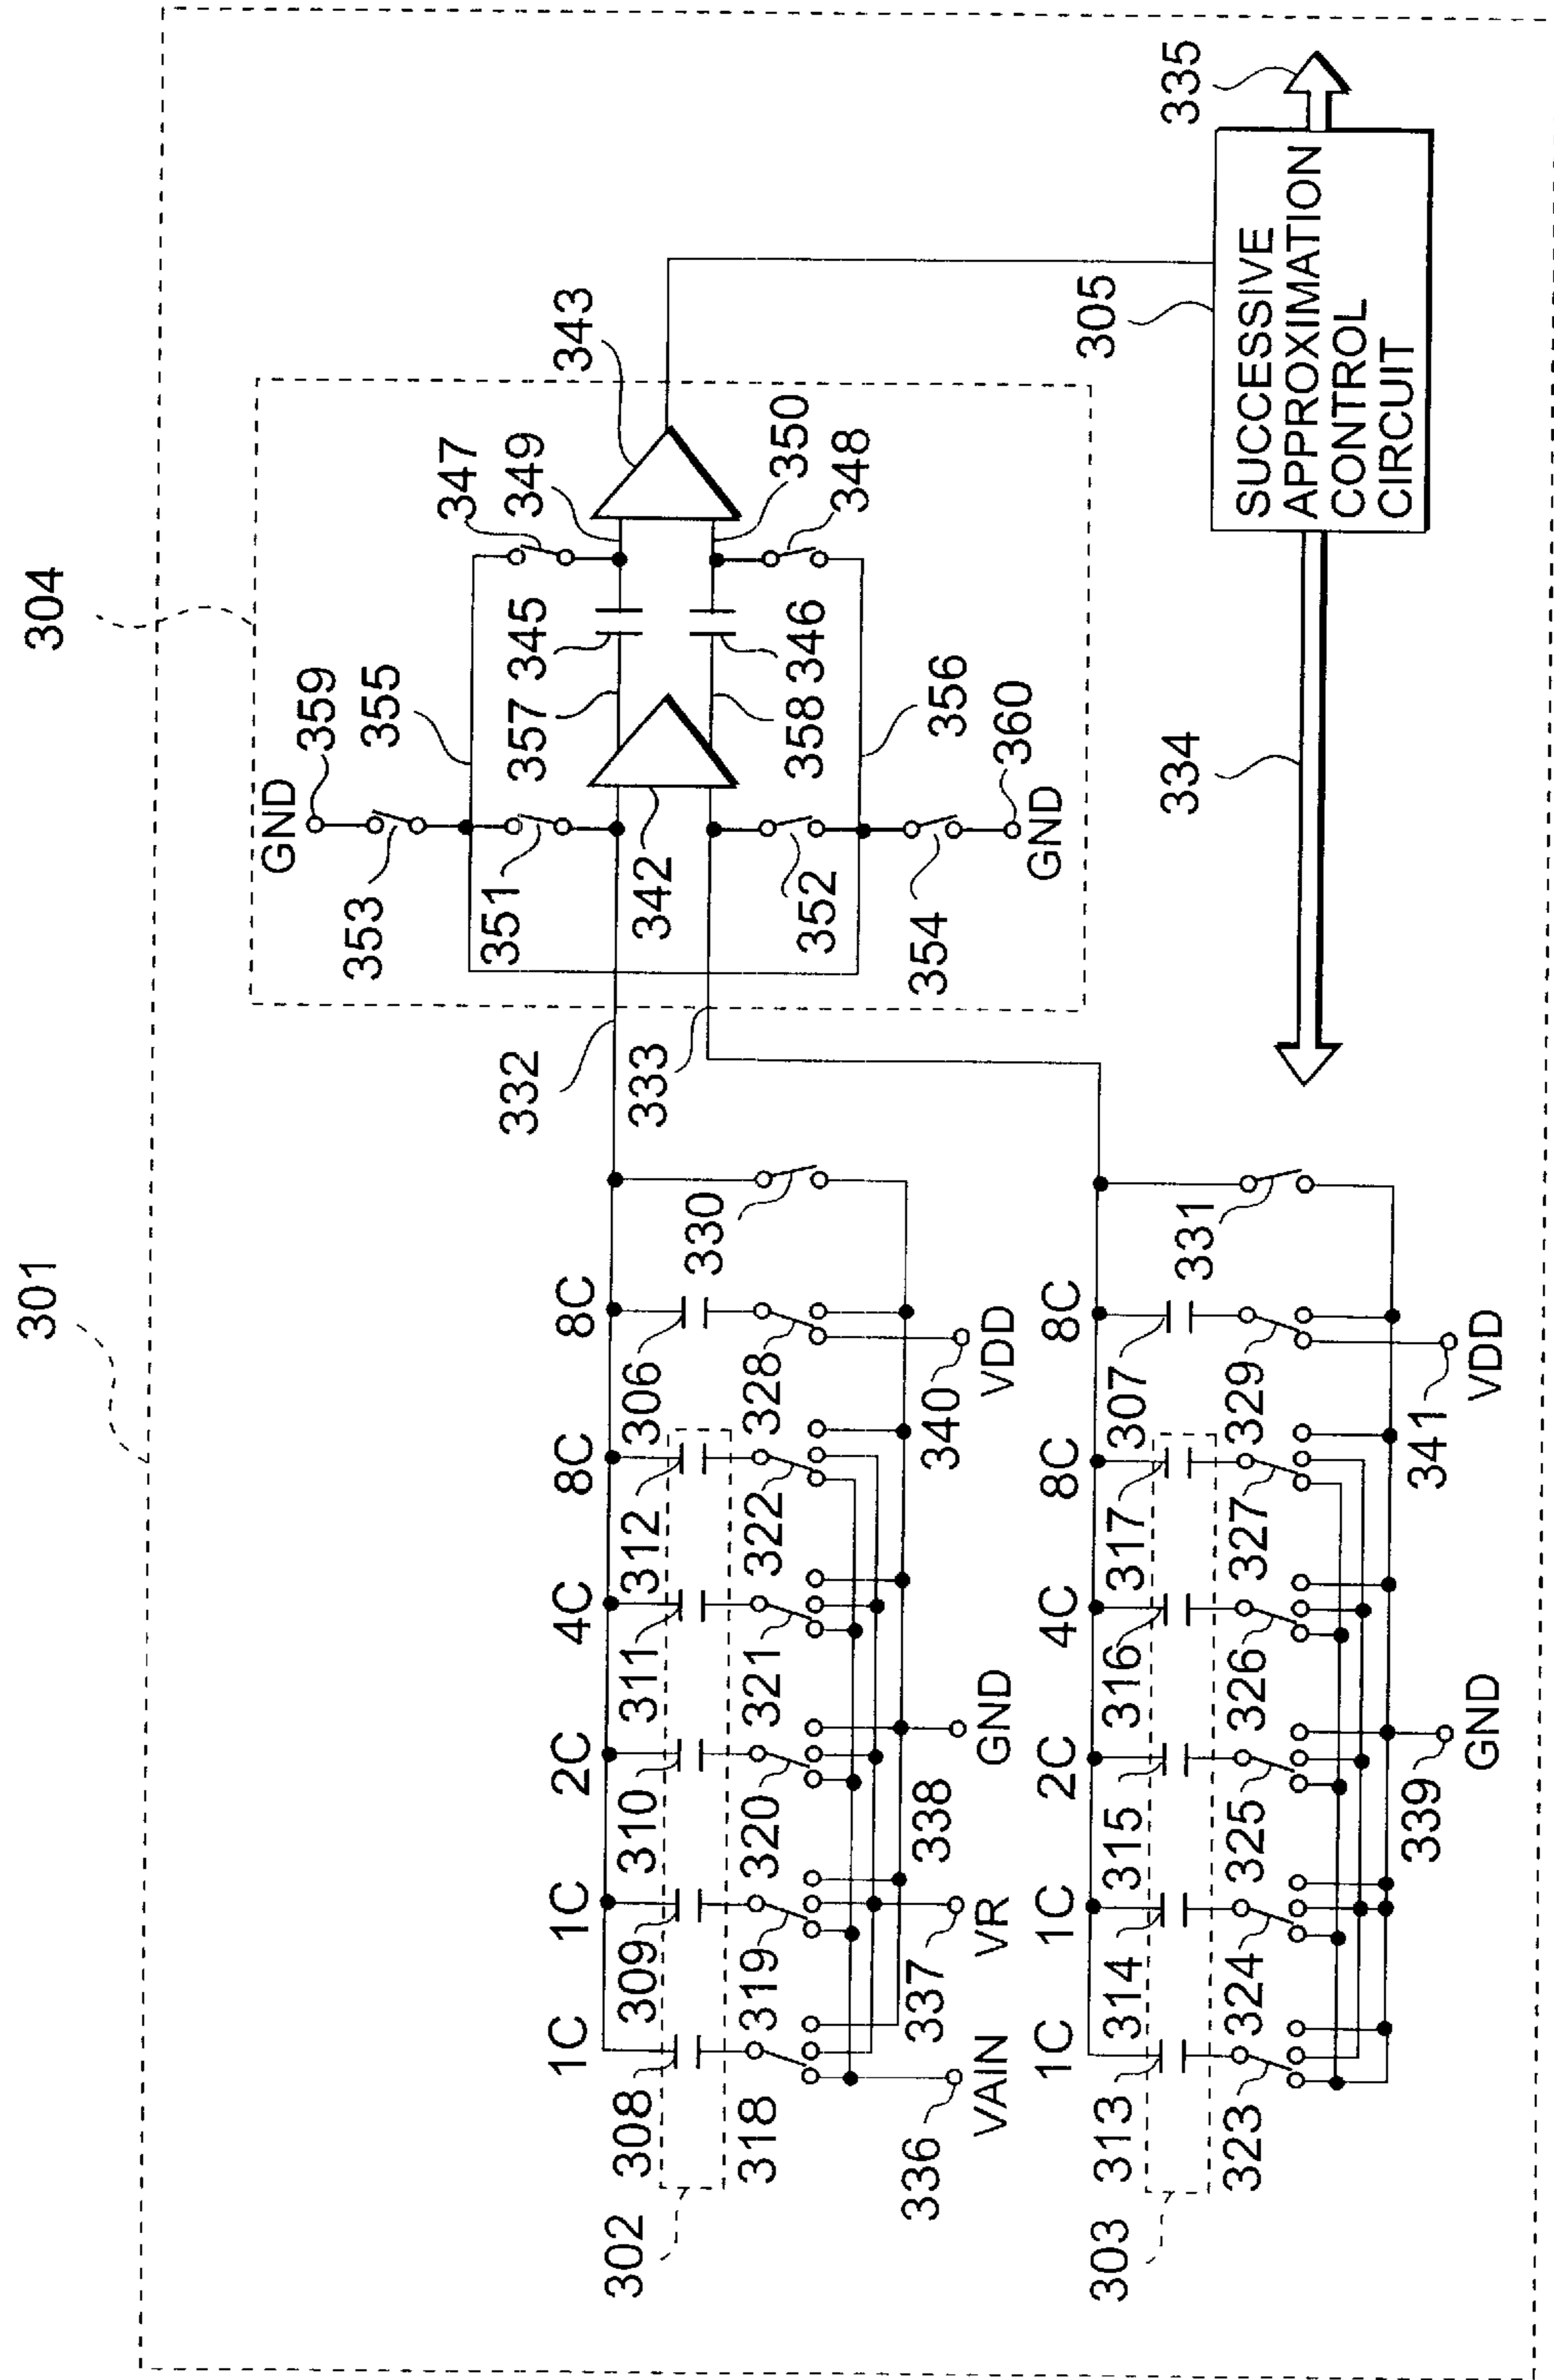 301
304
GND
359
353
355
351
357
345
347
349
343
342
352
358
346
350
348
354
356
360
GND
332
333
1C
1C
2C
4C
8C
8C
302
308
309
310
311
312
306
330
318
319
320
321
322
328
336
VAIN
337
VR
338
GND
340
VDD
1C
1C
2C
4C
8C
8C
303
313
314
315
316
317
307
331
323
324
325
326
327
329
339
GND
341
VDD
334
305
335
SUCCESSIVE
APPROXIMATION
CONTROL
CIRCUIT